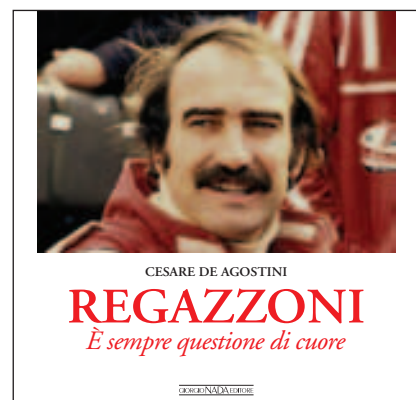 CESARE DE AGOSTINI
REGAZZONI
È sempre questione di cuore
GIORGIO NADA EDITORE